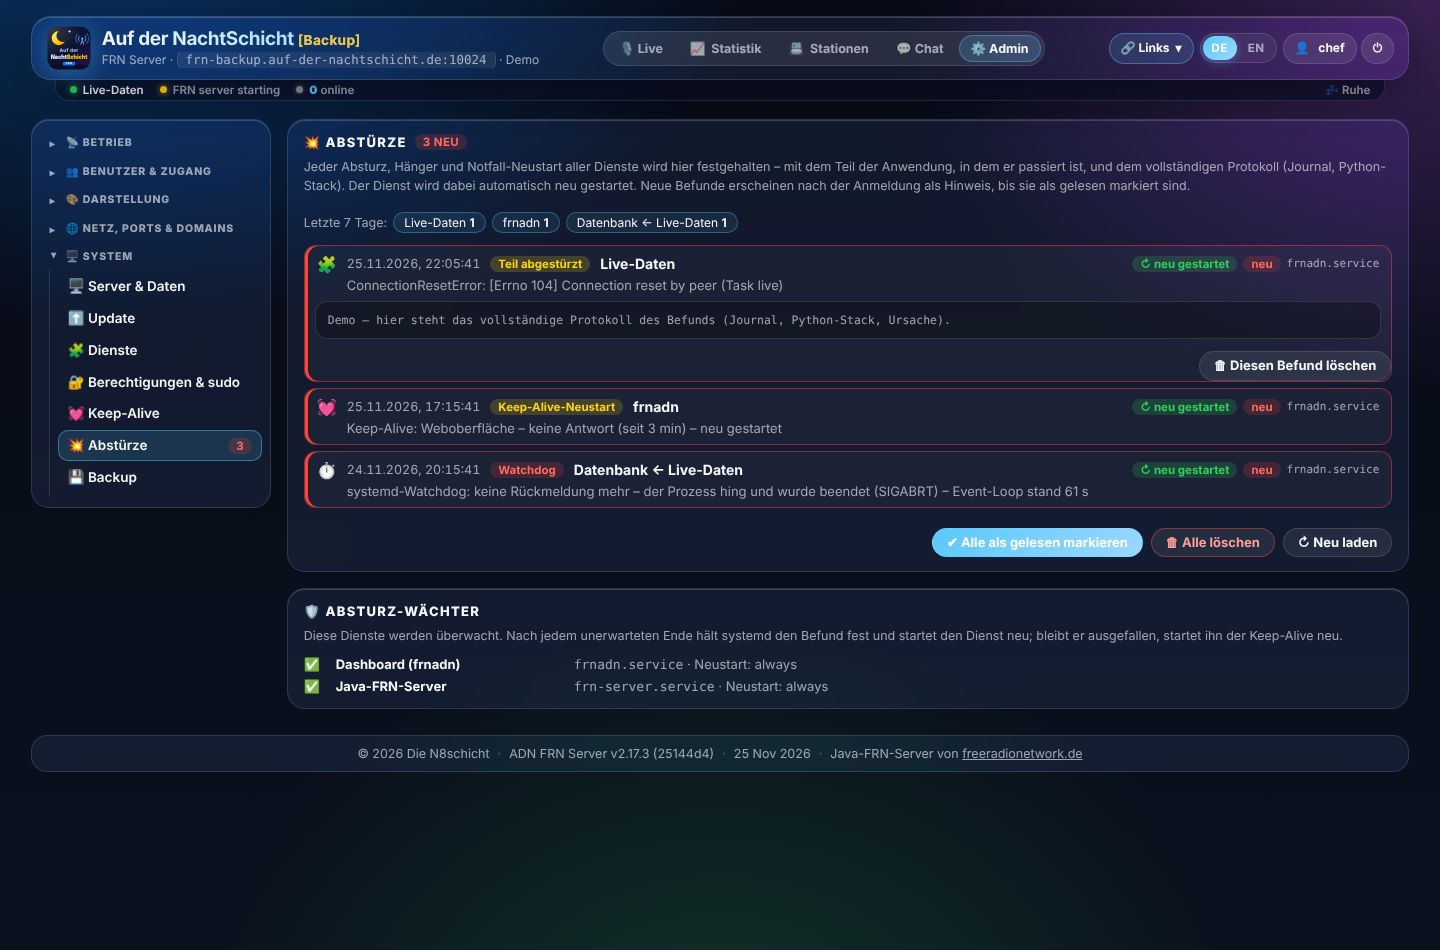 Auf der NachtSchicht [Backup]
FRN Server · frn-backup.auf-der-nachtschicht.de:10024 · Demo
Live
Statistik
Stationen
Chat
Admin
Links ▼
DE
EN
chef
Auf der
NachtSchicht
Live-Daten
FRN server starting
0 online
Ruhe
BETRIEB
BENUTZER & ZUGANG
DARSTELLUNG
NETZ, PORTS & DOMAINS
SYSTEM
Server & Daten
Update
Dienste
Berechtigungen & sudo
Keep-Alive
Abstürze 3
Backup
ABSTÜRZE 3 NEU
Jeder Absturz, Hänger und Notfall-Neustart aller Dienste wird hier festgehalten – mit dem Teil der Anwendung, in dem er passiert ist, und dem vollständigen Protokoll (Journal, Python-
Stack). Der Dienst wird dabei automatisch neu gestartet. Neue Befunde erscheinen nach der Anmeldung als Hinweis, bis sie als gelesen markiert sind.
Letzte 7 Tage: Live-Daten 1 frnadn 1 Datenbank ← Live-Daten 1
25.11.2026, 22:05:41 Teil abgestürzt Live-Daten ↻ neu gestartet neu frnadn.service
ConnectionResetError: [Errno 104] Connection reset by peer (Task live)
Demo – hier steht das vollständige Protokoll des Befunds (Journal, Python-Stack, Ursache).
Diesen Befund löschen
25.11.2026, 17:15:41 Keep-Alive-Neustart frnadn ↻ neu gestartet neu frnadn.service
Keep-Alive: Weboberfläche – keine Antwort (seit 3 min) – neu gestartet
24.11.2026, 20:15:41 Watchdog Datenbank ← Live-Daten ↻ neu gestartet neu frnadn.service
systemd-Watchdog: keine Rückmeldung mehr – der Prozess hing und wurde beendet (SIGABRT) – Event-Loop stand 61 s
✔ Alle als gelesen markieren
Alle löschen
↻ Neu laden
ABSTURZ-WÄCHTER
Diese Dienste werden überwacht. Nach jedem unerwarteten Ende hält systemd den Befund fest und startet den Dienst neu; bleibt er ausgefallen, startet ihn der Keep-Alive neu.
Dashboard (frnadn) frnadn.service · Neustart: always
Java-FRN-Server frn-server.service · Neustart: always
© 2026 Die N8schicht · ADN FRN Server v2.17.3 (25144d4) · 25 Nov 2026 · Java-FRN-Server von freeradionetwork.de